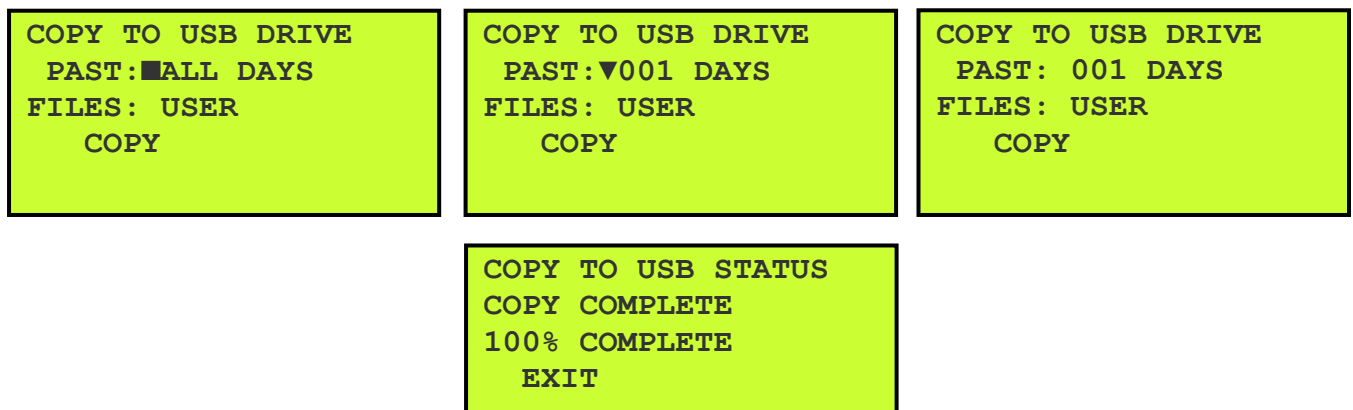 COPY TO USB DRIVE
PAST:■ALL DAYS
FILES: USER
COPY
COPY TO USB DRIVE
PAST:▼001 DAYS
FILES: USER
COPY
COPY TO USB DRIVE
PAST: 001 DAYS
FILES: USER
COPY
COPY TO USB STATUS
COPY COMPLETE
100% COMPLETE
EXIT